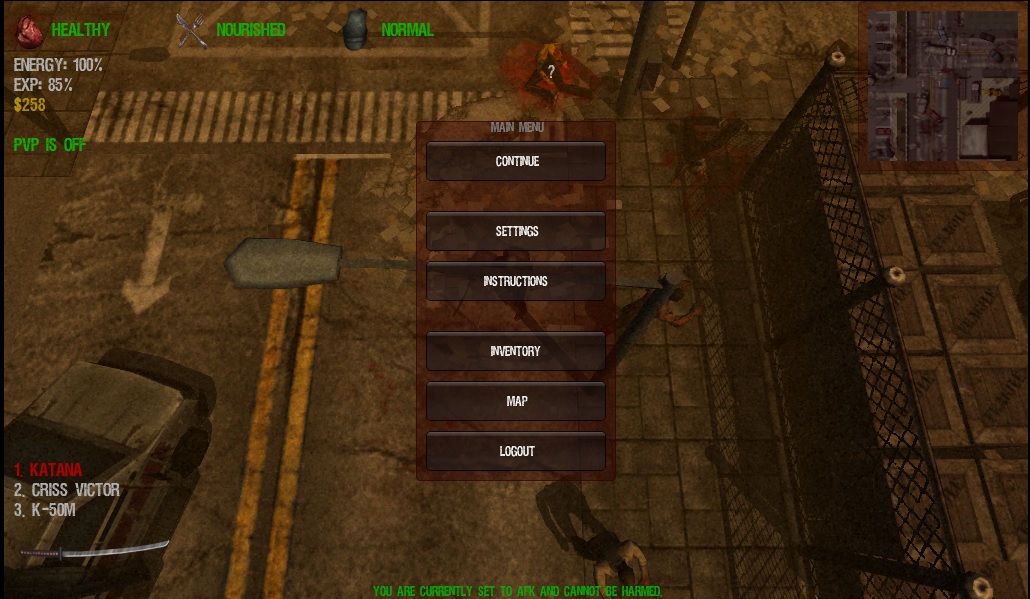 HEALTHY
NOURISHED
NORMAL
ENERGY: 100%
EXP: 85%
$258
PVP IS OFF
?
MAIN MENU
CONTINUE
SETTINGS
INSTRUCTIONS
INVENTORY
MAP
LOGOUT
1. KATANA
2. CRISS VICTOR
3. K-50M
YOU ARE CURRENTLY SET TO AFK AND CANNOT BE HARMED.